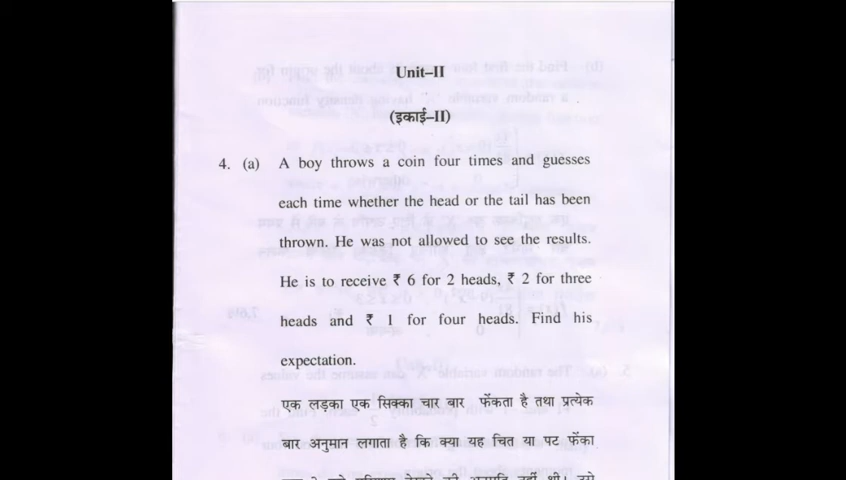 Unit–II
(इकाई–II)
4. (a) A boy throws a coin four times and guesses
each time whether the head or the tail has been
thrown. He was not allowed to see the results.
He is to receive ₹ 6 for 2 heads, ₹ 2 for three
heads and ₹ 1 for four heads. Find his
expectation.
एक लड़का एक सिक्का चार बार फेंकता है तथा प्रत्येक
बार अनुमान लगाता है कि क्या यह चित या पट फेंका